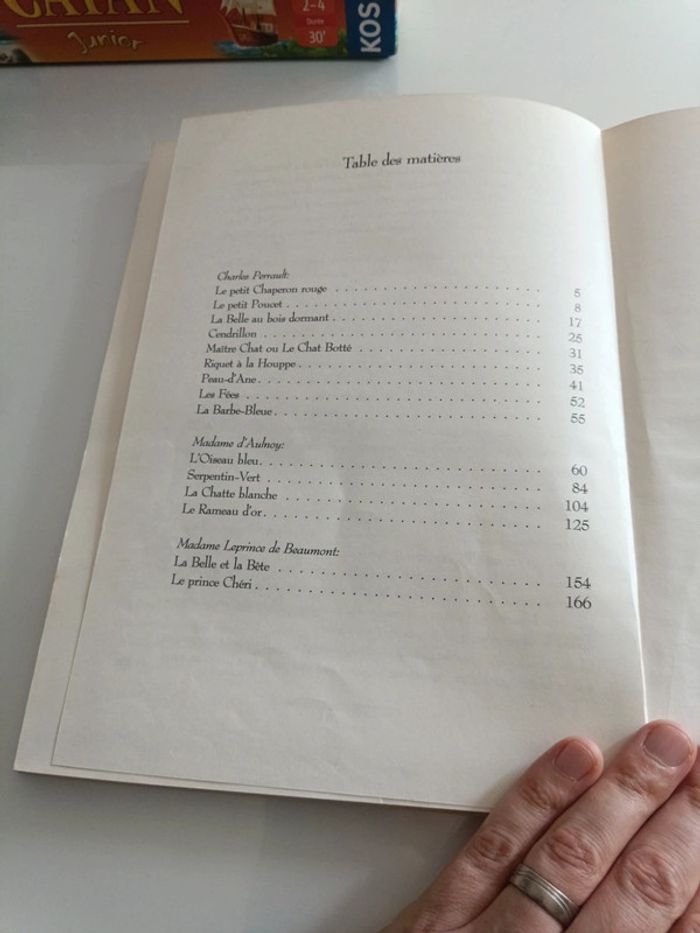 CATAN
Junior
2-4
Durée
30'
KOS
Table des matières
Charles Perrault:
Le petit Chaperon rouge . . . . . . . . . . . . . . . . . . . . . 5
Le petit Poucet . . . . . . . . . . . . . . . . . . . . . . . . . 8
La Belle au bois dormant . . . . . . . . . . . . . . . . . . . . . 17
Cendrillon . . . . . . . . . . . . . . . . . . . . . . . . . . . 25
Maître Chat ou Le Chat Botté . . . . . . . . . . . . . . . . . . 31
Riquet à la Houppe . . . . . . . . . . . . . . . . . . . . . . . 35
Peau-d'Ane . . . . . . . . . . . . . . . . . . . . . . . . . . . 41
Les Fées . . . . . . . . . . . . . . . . . . . . . . . . . . . . 52
La Barbe-Bleue . . . . . . . . . . . . . . . . . . . . . . . . . 55
Madame d'Aulnoy:
L'Oiseau bleu . . . . . . . . . . . . . . . . . . . . . . . . . . 60
Serpentin-Vert . . . . . . . . . . . . . . . . . . . . . . . . . 84
La Chatte blanche . . . . . . . . . . . . . . . . . . . . . . . . 104
Le Rameau d'or . . . . . . . . . . . . . . . . . . . . . . . . . 125
Madame Leprince de Beaumont:
La Belle et la Bète . . . . . . . . . . . . . . . . . . . . . . . 154
Le prince Chéri . . . . . . . . . . . . . . . . . . . . . . . . . 166